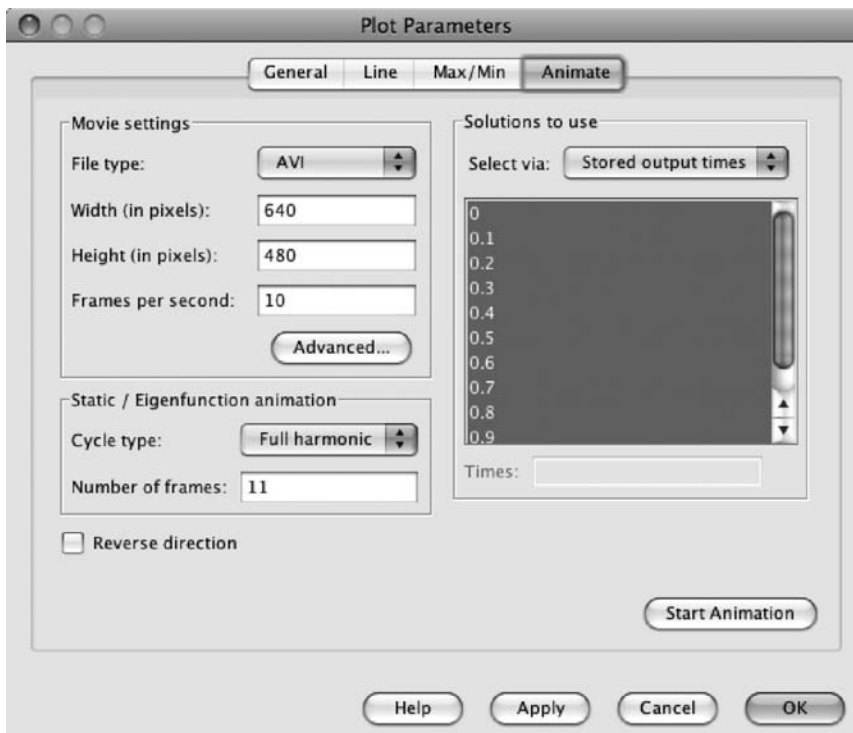 Plot Parameters
General Line Max/Min Animate
Movie settings
File type: AVI
Width (in pixels): 640
Height (in pixels): 480
Frames per second: 10
Advanced...
Static / Eigenfunction animation
Cycle type: Full harmonic
Number of frames: 11
Reverse direction
Solutions to use
Select via: Stored output times
0
0.1
0.2
0.3
0.4
0.5
0.6
0.7
0.8
0.9
Times:
Start Animation
Help Apply Cancel OK